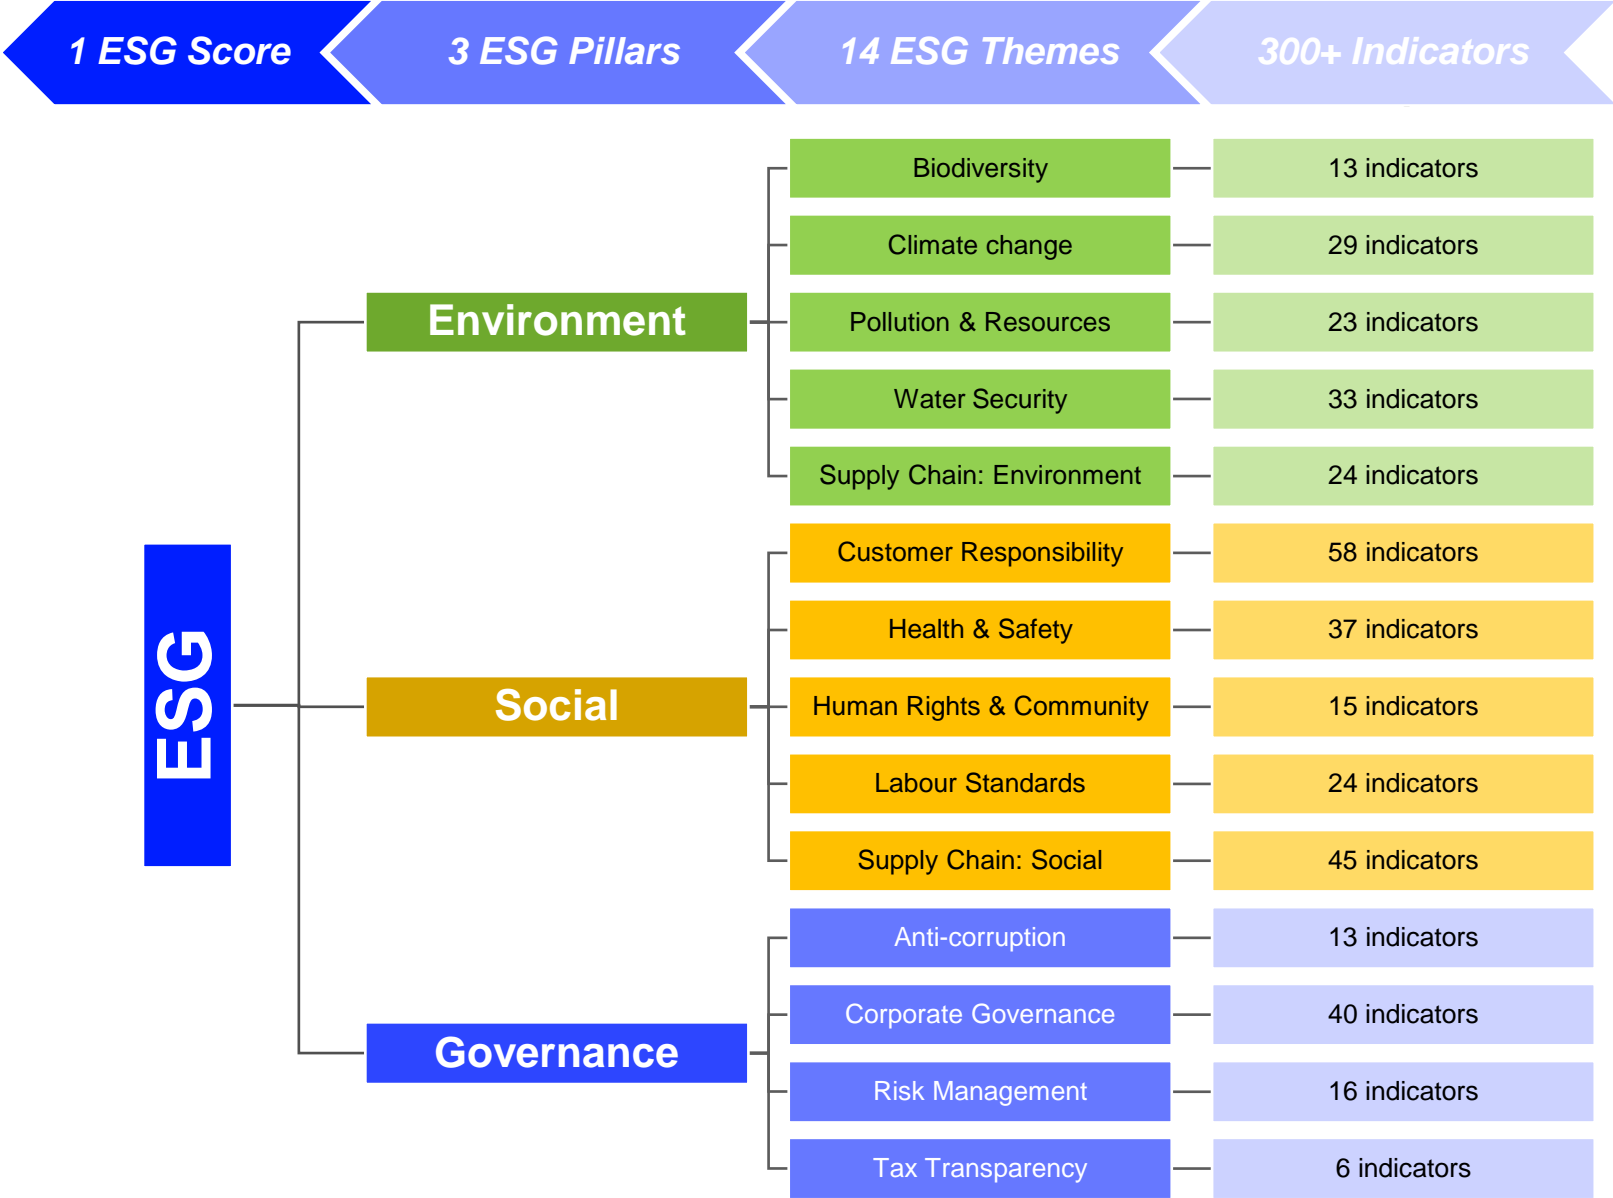 1 ESG Score
3 ESG Pillars
14 ESG Themes
300+ Indicators
ESG
Environment
Biodiversity
13 indicators
Climate change
29 indicators
Pollution & Resources
23 indicators
Water Security
33 indicators
Supply Chain: Environment
24 indicators
Social
Customer Responsibility
58 indicators
Health & Safety
37 indicators
Human Rights & Community
15 indicators
Labour Standards
24 indicators
Supply Chain: Social
45 indicators
Governance
Anti-corruption
13 indicators
Corporate Governance
40 indicators
Risk Management
16 indicators
Tax Transparency
6 indicators